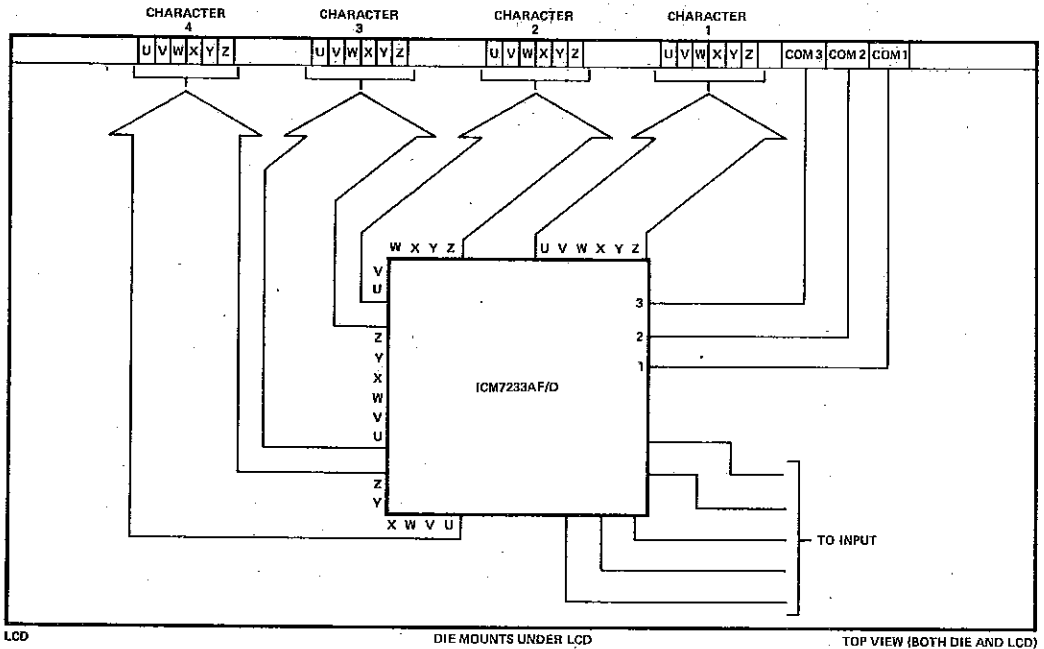 CHARACTER 4
CHARACTER 3
CHARACTER 2
CHARACTER 1
U V W X Y Z
U V W X Y Z
U V W X Y Z
U V W X Y Z
COM 3 COM 2 COM 1
W X Y Z
U V W X Y Z
V
U
3
Z
2
Y
1
X
ICM7233AF/D
W
V
U
Z
Y
X W V U
TO INPUT
LCD
DIE MOUNTS UNDER LCD
TOP VIEW (BOTH DIE AND LCD)